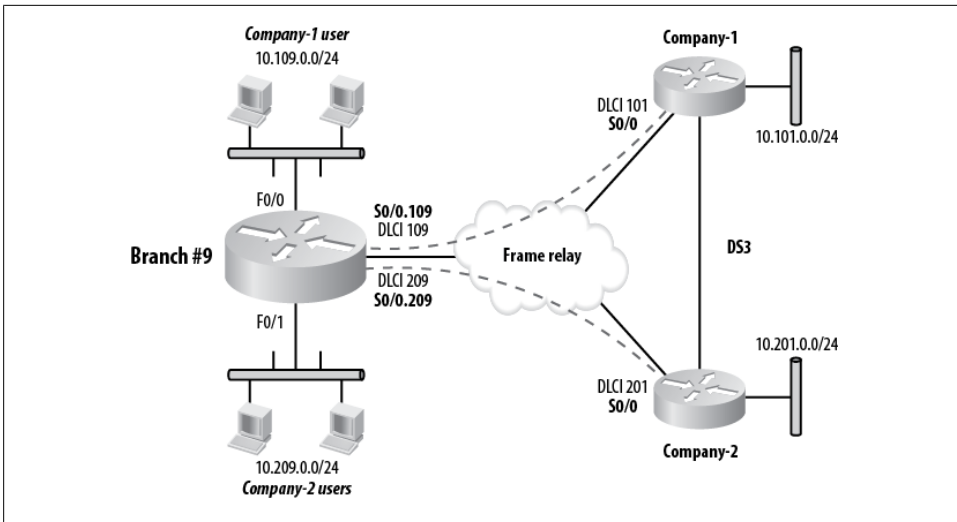 Company-1 user
10.109.0.0/24
F0/0
Branch #9
S0/0.109
DLCI 109
DLCI 209
S0/0.209
F0/1
10.209.0.0/24
Company-2 users
Frame relay
Company-1
DLCI 101
S0/0
10.101.0.0/24
DS3
10.201.0.0/24
DLCI 201
S0/0
Company-2